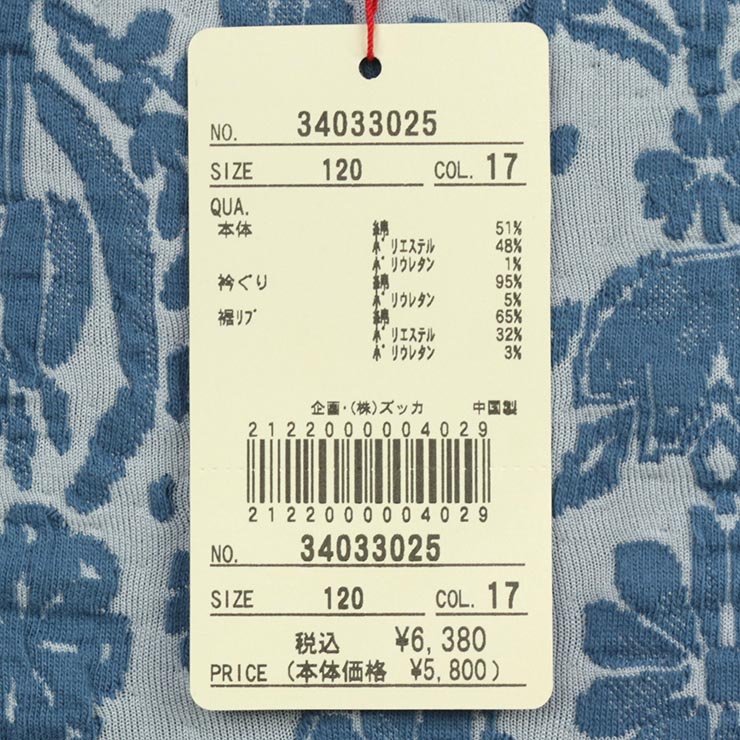 NO. 34033025
SIZE 120 COL. 17
QUA.
本体 綿 51%
ポリエステル 48%
ポリウレタン 1%
衿ぐり 綿 95%
ポリウレタン 5%
裾リブ 綿 65%
ポリエステル 32%
ポリウレタン 3%
企画・(株)ズッカ 中国製
2122000004029
2122000004029
NO. 34033025
SIZE 120 COL. 17
税込 ¥6,380
PRICE (本体価格 ¥5,800)